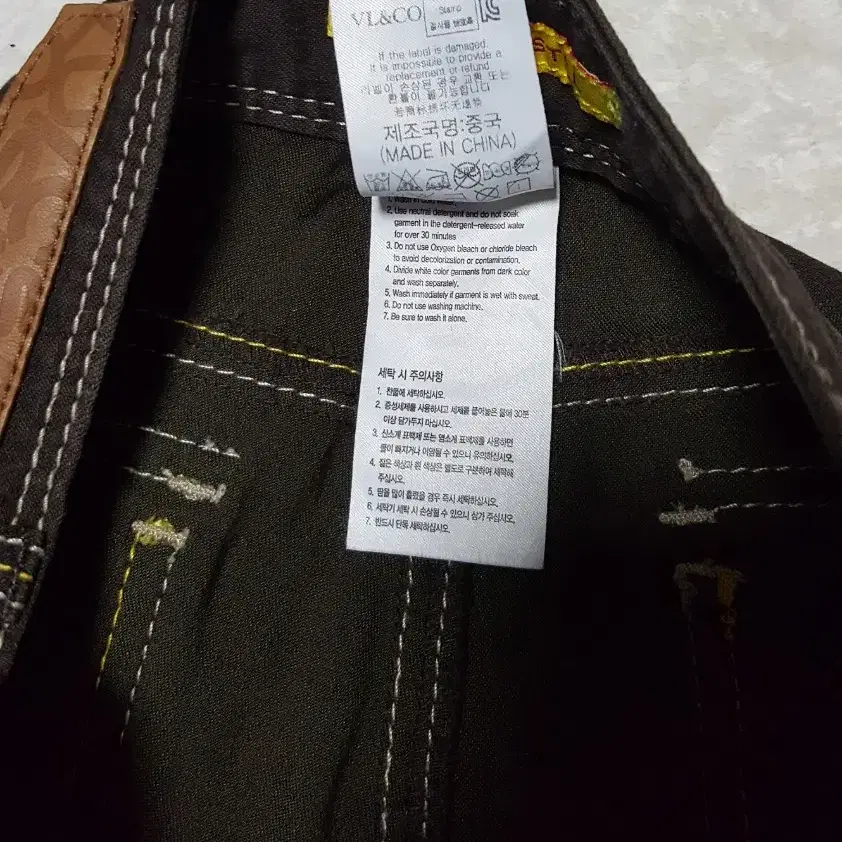 VL&CO
If the label is damaged.
It is impossible to provide a
replacement or refund
라벨이 손상된 경우 교환 또는
환불이 불가능합니다
제조국명:중국
(MADE IN CHINA)
ST
1. Wash in cold water.
2. Use neutral detergent and do not soak
garment in the detergent-released water
for over 30 minutes
3. Do not use Oxygen bleach or chloride bleach
to avoid decolorization or contamination.
4. Divide white color garments from dark color
and wash separately.
5. Wash immediately if garment is wet with sweat.
6. Do not use washing machine.
7. Be sure to wash it alone.
세탁 시 주의사항
1. 찬물에 세탁하십시오.
2. 중성세제를 사용하시고 세제를 풀어놓은 물에 30분
이상 담가두지 마십시오.
3. 산소계 표백제 또는 염소계 표백제를 사용하면
물이 빠지거나 이염될 수 있으니 유의하십시오.
4. 짙은 색상과 흰 색상은 별도로 구분하여 세탁해
주십시오.
5. 땀을 많이 흘렸을 경우 즉시 세탁하십시오.
6. 세탁기 세탁 시 손상될 수 있으니 삼가 주십시오.
7. 반드시 단독 세탁하십시오.